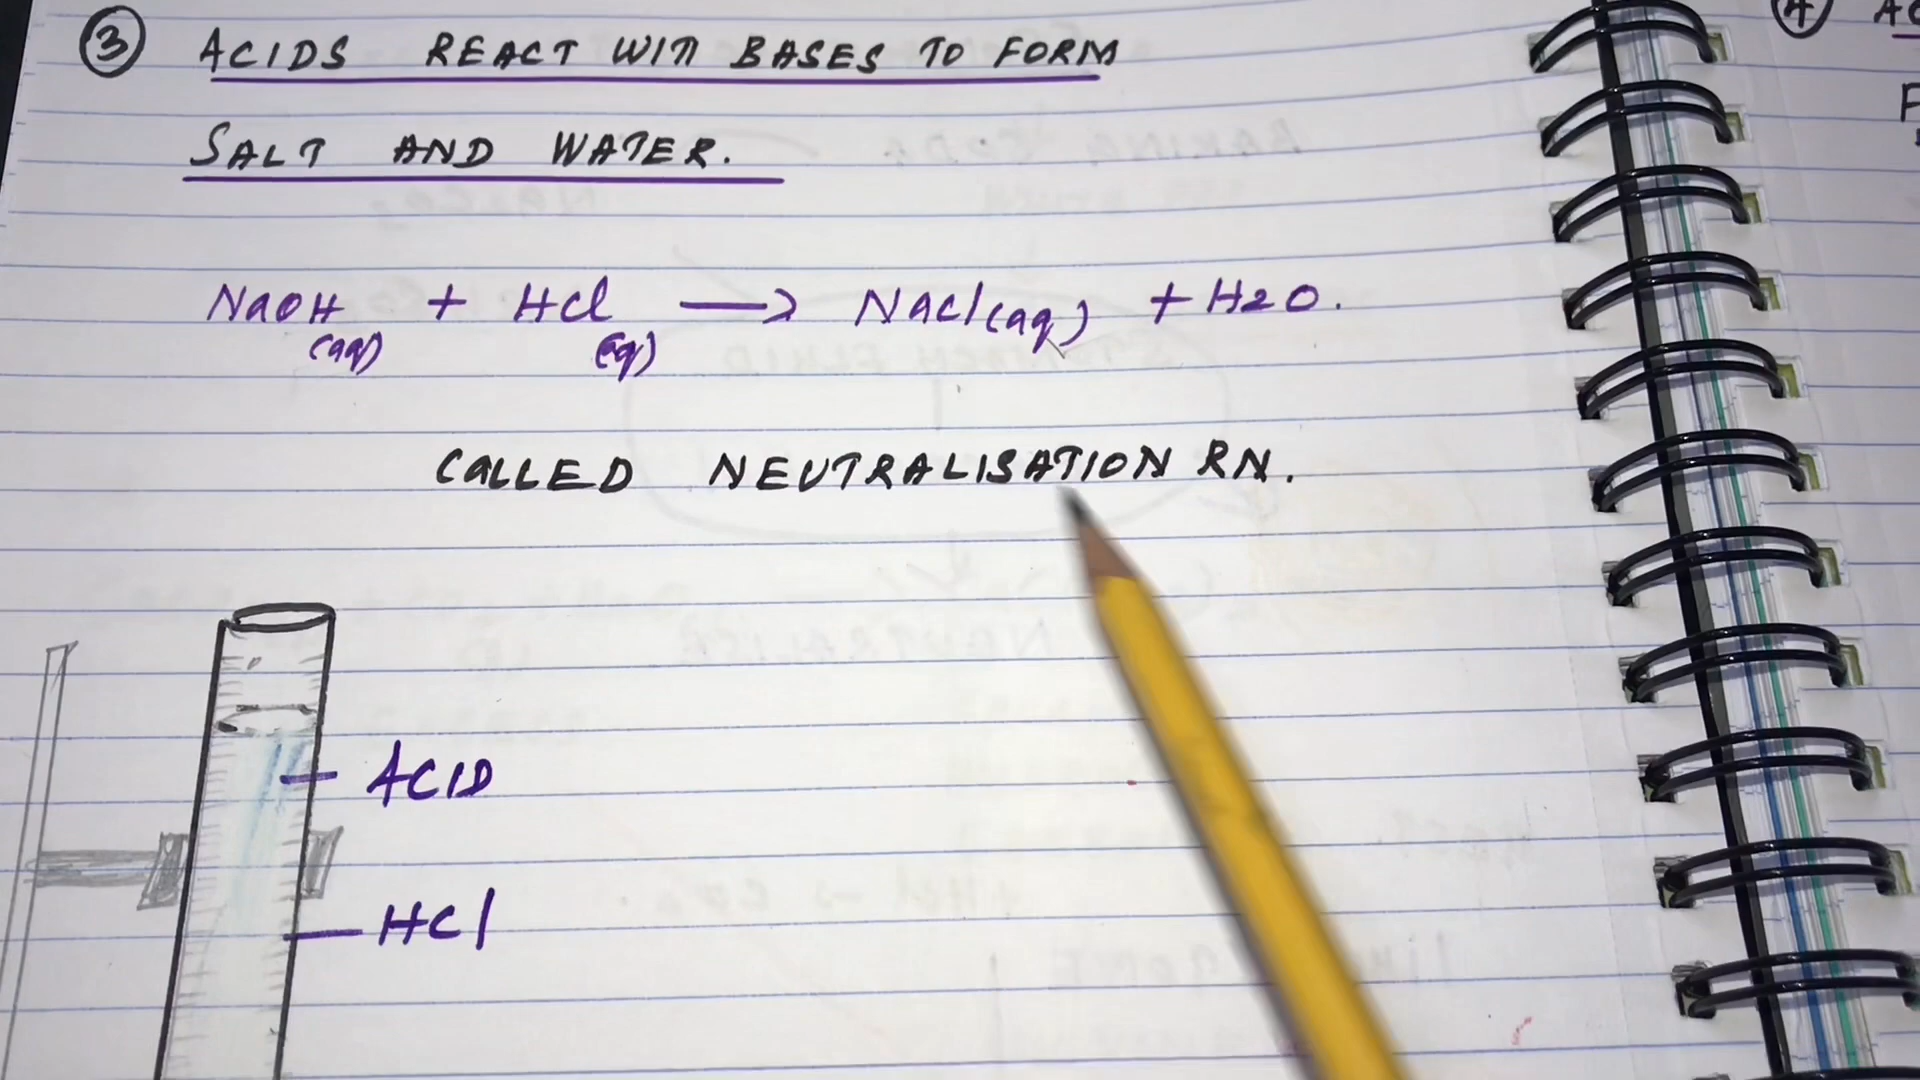 3 ACIDS REACT WITH BASES TO FORM
SALT AND WATER.
NaOH(aq) + HCl(aq) → NaCl(aq) + H2O.
CALLED NEUTRALISATION RN.
ACID
HCl
4